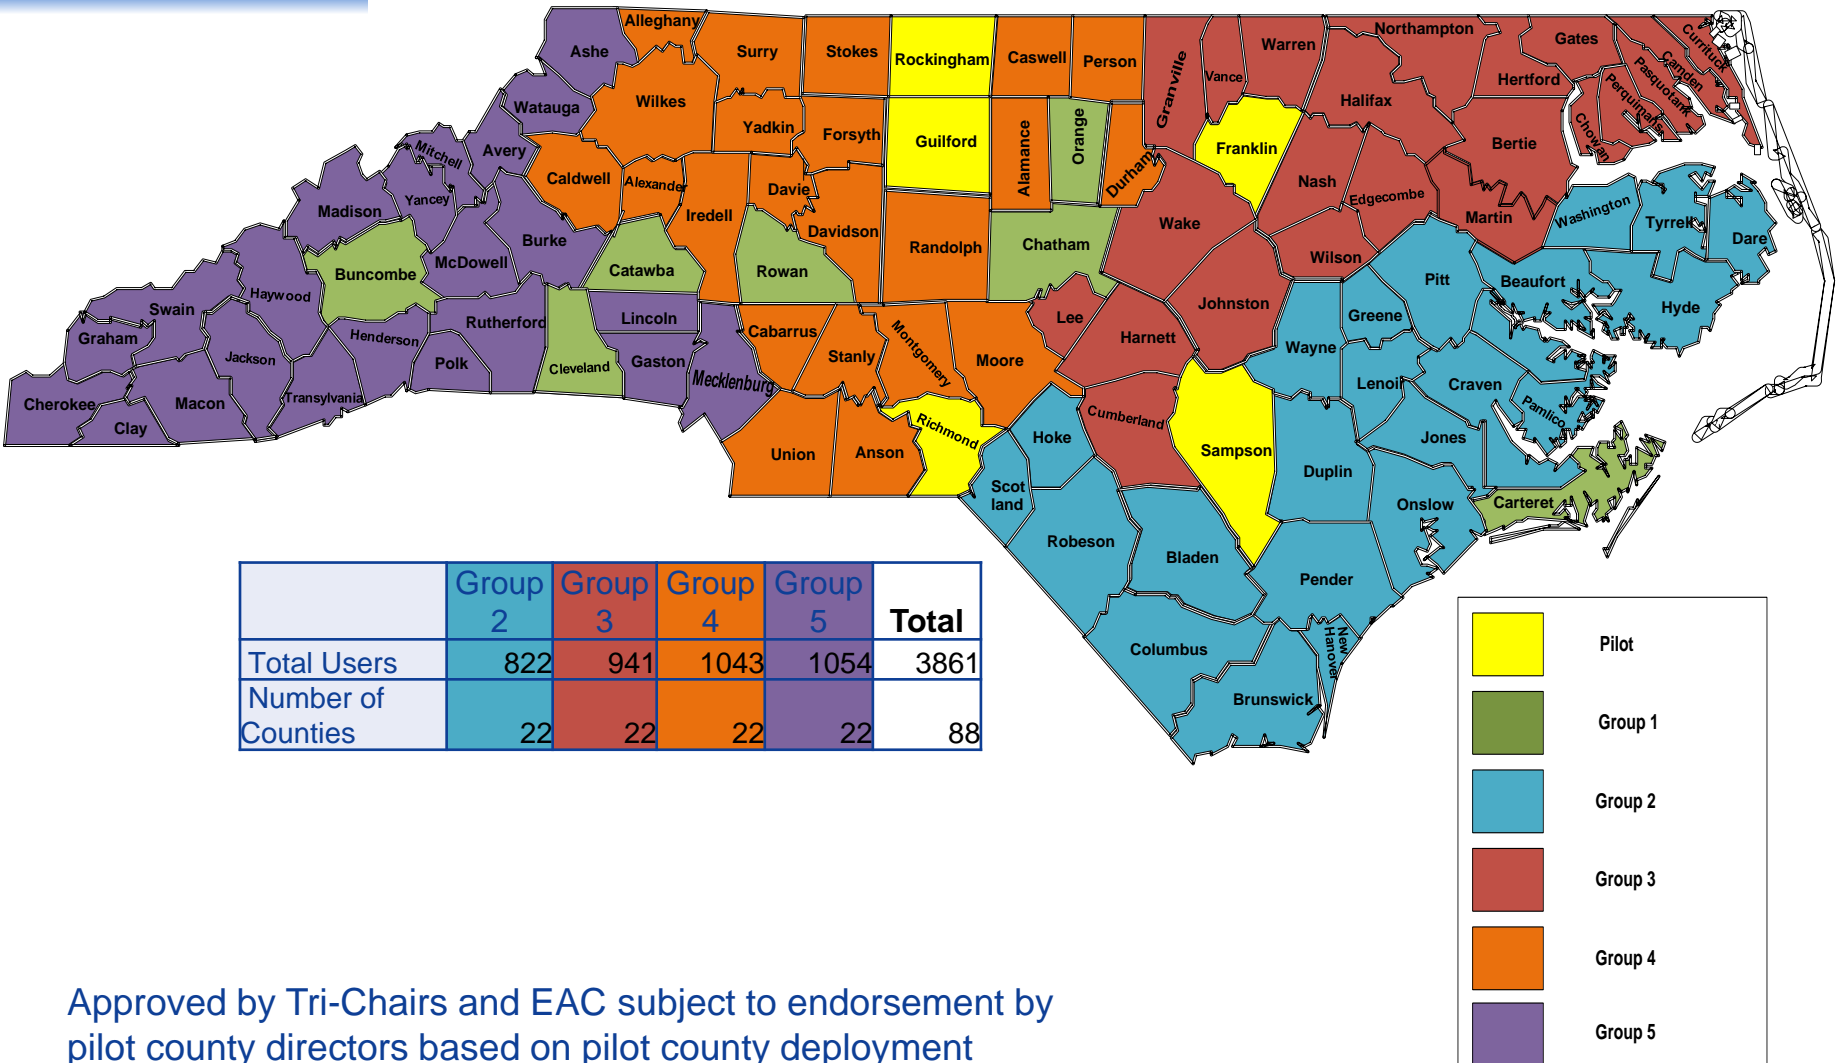 Alleghany
Ashe
Surry
Stokes
Rockingham
Caswell
Person
Granville
Vance
Warren
Northampton
Gates
Currituck
Camden
Pasquotank
Perquimans
Chowan
Hertford
Halifax
Bertie
Watauga
Wilkes
Yadkin
Forsyth
Guilford
Alamance
Orange
Durham
Franklin
Nash
Edgecombe
Martin
Washington
Tyrrell
Dare
Mitchell
Avery
Caldwell
Alexander
Davie
Iredell
Madison
Yancey
Burke
Davidson
Randolph
Chatham
Wake
Wilson
Buncombe
McDowell
Catawba
Rowan
Pitt
Beaufort
Hyde
Haywood
Swain
Graham
Jackson
Henderson
Rutherford
Polk
Cleveland
Lincoln
Gaston
Mecklenburg
Cabarrus
Stanly
Montgomery
Moore
Lee
Harnett
Johnston
Greene
Wayne
Lenoir
Craven
Pamlico
Cherokee
Clay
Macon
Transylvania
Union
Anson
Richmond
Hoke
Cumberland
Sampson
Duplin
Jones
Onslow
Carteret
Scot
land
Robeson
Bladen
Pender
Columbus
Brunswick
New
Hanover
Group 2 Group 3 Group 4 Group 5 Total
Total Users 822 941 1043 1054 3861
Number of
Counties 22 22 22 22 88
Pilot
Group 1
Group 2
Group 3
Group 4
Group 5
Approved by Tri-Chairs and EAC subject to endorsement by
pilot county directors based on pilot county deployment